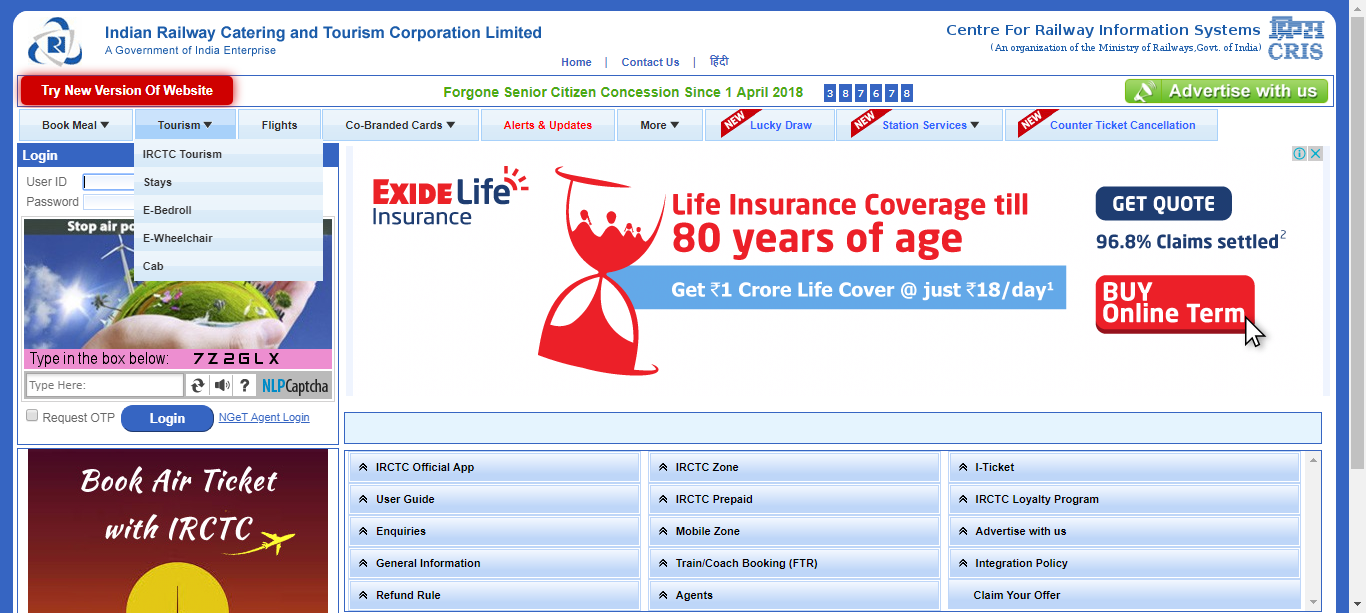 Indian Railway Catering and Tourism Corporation Limited
A Government of India Enterprise
Centre For Railway Information Systems
(An organization of the Ministry of Railways,Govt. of India)
CRIS
Home | Contact Us | हिंदी
Try New Version Of Website
Forgone Senior Citizen Concession Since 1 April 2018 3 8 7 6 7 8
Advertise with us
Book Meal Tourism Flights Co-Branded Cards Alerts & Updates More NEW Lucky Draw NEW Station Services NEW Counter Ticket Cancellation
Login
User ID
Password
IRCTC Tourism
Stays
E-Bedroll
E-Wheelchair
Cab
Stop air po
Type in the box below: 7Z2GLX
Type Here: ? NLPCaptcha
Request OTP Login NGeT Agent Login
EXIDE Life
Insurance
Life Insurance Coverage till
80 years of age
Get ₹1 Crore Life Cover @ just ₹18/day¹
GET QUOTE
96.8% Claims settled²
BUY
Online Term
Book Air Ticket
with IRCTC
IRCTC Official App IRCTC Zone I-Ticket
User Guide IRCTC Prepaid IRCTC Loyalty Program
Enquiries Mobile Zone Advertise with us
General Information Train/Coach Booking (FTR) Integration Policy
Refund Rule Agents Claim Your Offer